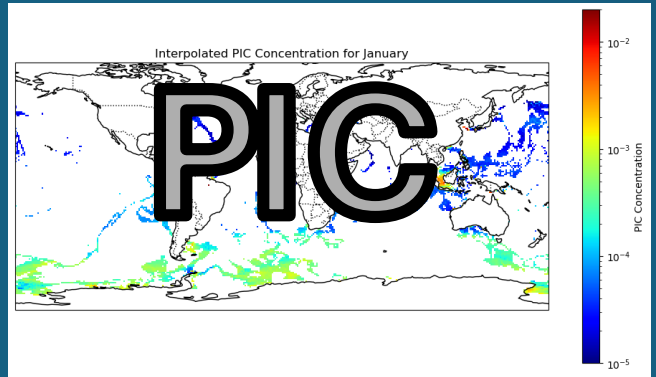 Interpolated PIC Concentration for January
PIC
10⁻²
10⁻³
10⁻⁴
10⁻⁵
PIC Concentration